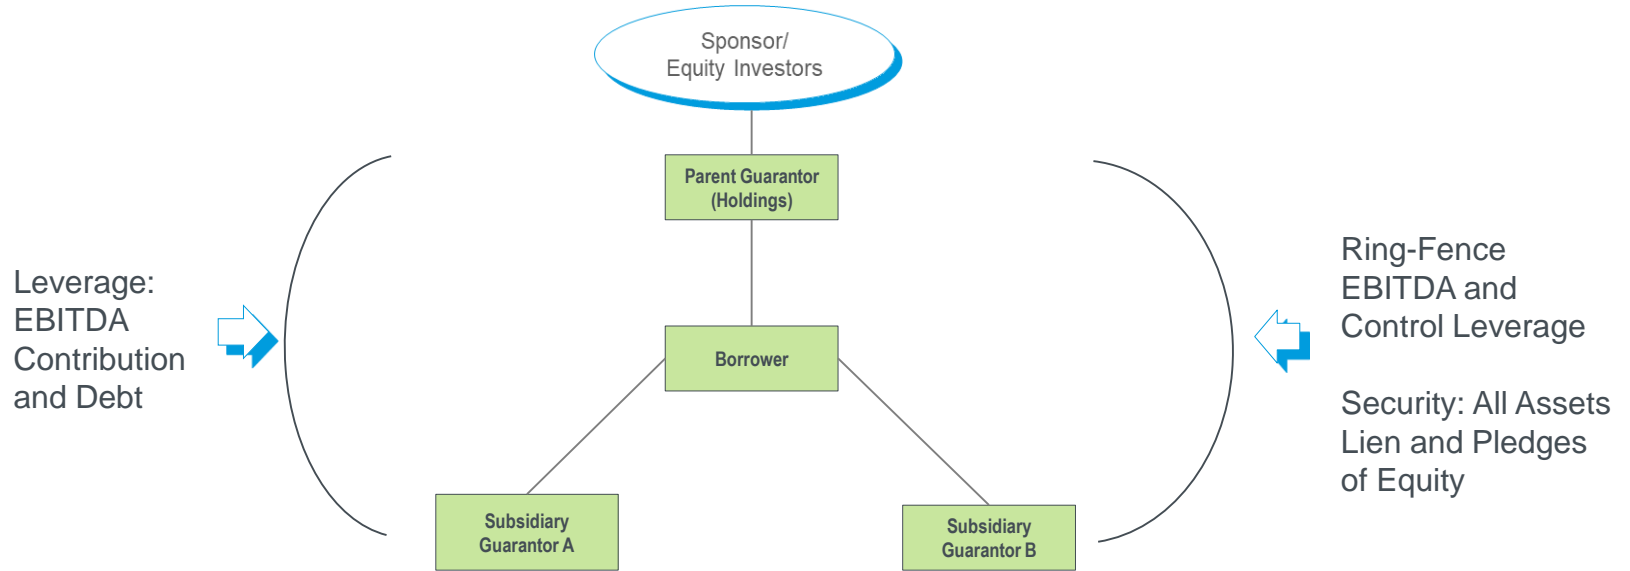 Sponsor/
Equity Investors
Parent Guarantor
(Holdings)
Leverage:
EBITDA
Contribution
and Debt
Borrower
Ring-Fence
EBITDA and
Control Leverage
Security: All Assets
Lien and Pledges
of Equity
Subsidiary
Guarantor A
Subsidiary
Guarantor B